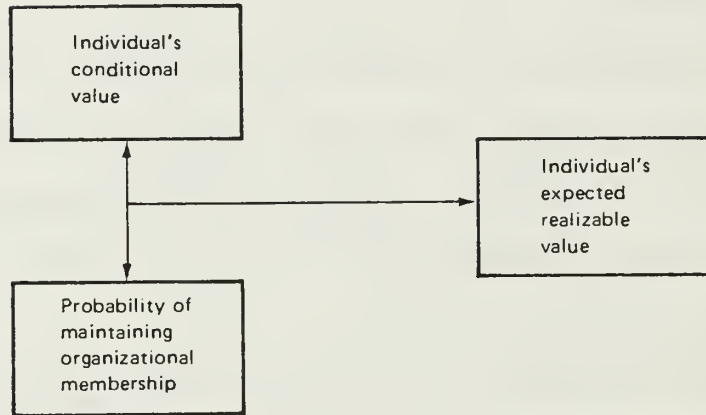 Individual's
conditional
value
Individual's
expected
realizable
value
Probability of
maintaining
organizational
membership